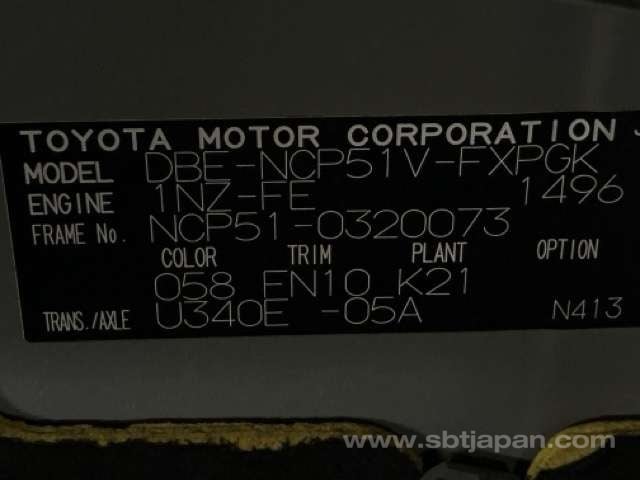 TOYOTA MOTOR CORPORATION J
MODEL DBE-NCP51V-FXPGK
ENGINE 1NZ-FE 1496
FRAME No. NCP51-0320073
COLOR TRIM PLANT OPTION
058 FN10 K21
TRANS./AXLE U340E -05A N413
www.sbtjapan.com/